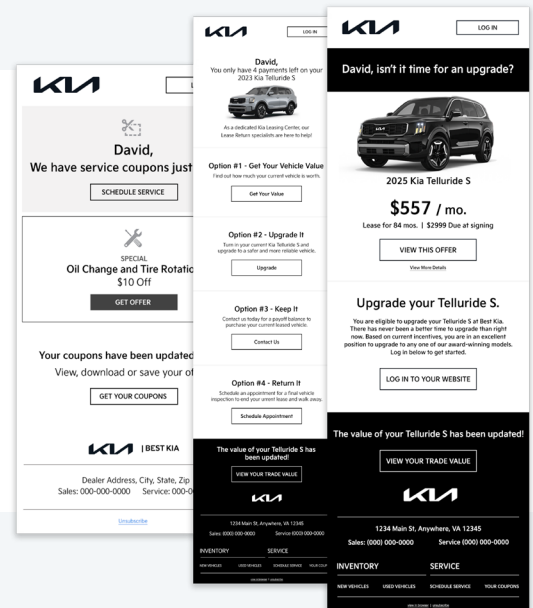 KIA
L
David,
We have service coupons just
SCHEDULE SERVICE
SPECIAL
Oil Change and Tire Rotatio
$10 Off
GET OFFER
Your coupons have been updated
View, download or save your of
GET YOUR COUPONS
KIA | BEST KIA
Dealer Address, City, State, Zip
Sales: 000-000-0000 Service: 000-0
Unsubscribe
KIA
LOG IN
David,
You only have 4 payments left on your
2023 Kia Telluride S
As a dedicated Kia Leasing Center, our
Lease Return specialists are here to help!
Option #1 - Get Your Vehicle Value
Find out how much your current vehicle is worth.
Get Your Value
Option #2 - Upgrade It
Turn in your current Kia Telluride S and
upgrade to a safer and more reliable vehicle.
Upgrade
Option #3 - Keep It
Contact us today for a payoff balance to
purchase your current leased vehicle.
Contact Us
Option #4 - Return It
Schedule an appointment for a final vehicle
inspection to end your current lease and walk away.
Schedule Appointment
The value of your Telluride S has
been updated!
VIEW YOUR TRADE VALUE
KIA
1234 Main St, Anywhere, VA 12345
Sales: (000) 000-0000 Service (000) 000-0000
INVENTORY SERVICE
NEW VEHICLES USED VEHICLES SCHEDULE SERVICE YOUR COUP
KIA
LOG IN
David, isn't it time for an upgrade?
2025 Kia Telluride S
$557 / mo.
Lease for 84 mos. | $2999 Due at signing
VIEW THIS OFFER
View More Details
Upgrade your Telluride S.
You are eligible to upgrade your Telluride S at Best Kia.
There has never been a better time to upgrade than right
now. Based on current incentives, you are in an excellent
position to upgrade to any one of our award-winning models.
Log in below to get started.
LOG IN TO YOUR WEBSITE
The value of your Telluride S has been updated!
VIEW YOUR TRADE VALUE
KIA
1234 Main St, Anywhere, VA 12345
Sales: (000) 000-0000 Service (000) 000-0000
INVENTORY SERVICE
NEW VEHICLES USED VEHICLES SCHEDULE SERVICE YOUR COUPONS